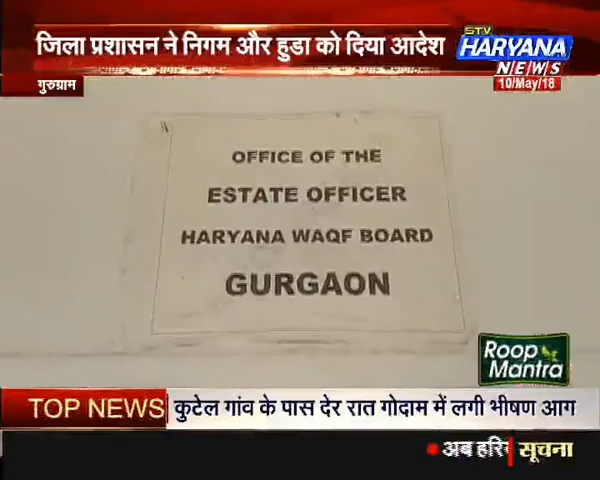 जिला प्रशासन ने निगम और हुडा को दिया आदेश
STV
HARYANA
NEWS
10/May/18
गुरुग्राम
OFFICE OF THE
ESTATE OFFICER
HARYANA WAQF BOARD
GURGAON
Roop
Mantra
TOP NEWS
कुटेल गांव के पास देर रात गोदाम में लगी भीषण आग
अब
सूचना